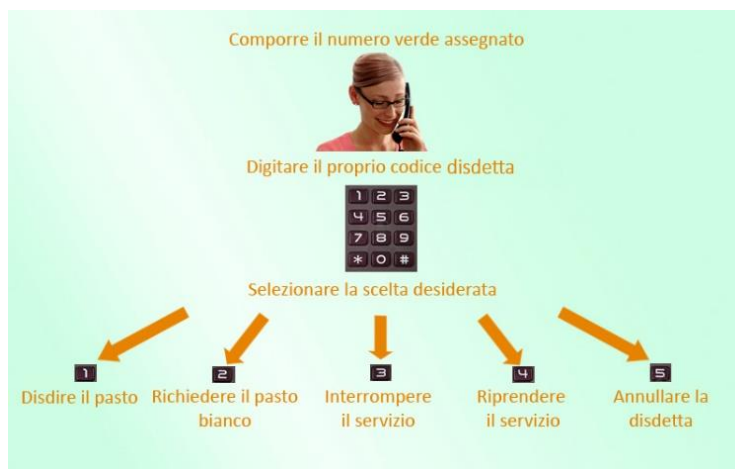 Comporre il numero verde assegnato
Digitare il proprio codice disdetta
1 2 3
4 5 6
7 8 9
* 0 #
Selezionare la scelta desiderata
1
Disdire il pasto
2
Richiedere il pasto
bianco
3
Interrompere
il servizio
4
Riprendere
il servizio
5
Annullare la
disdetta